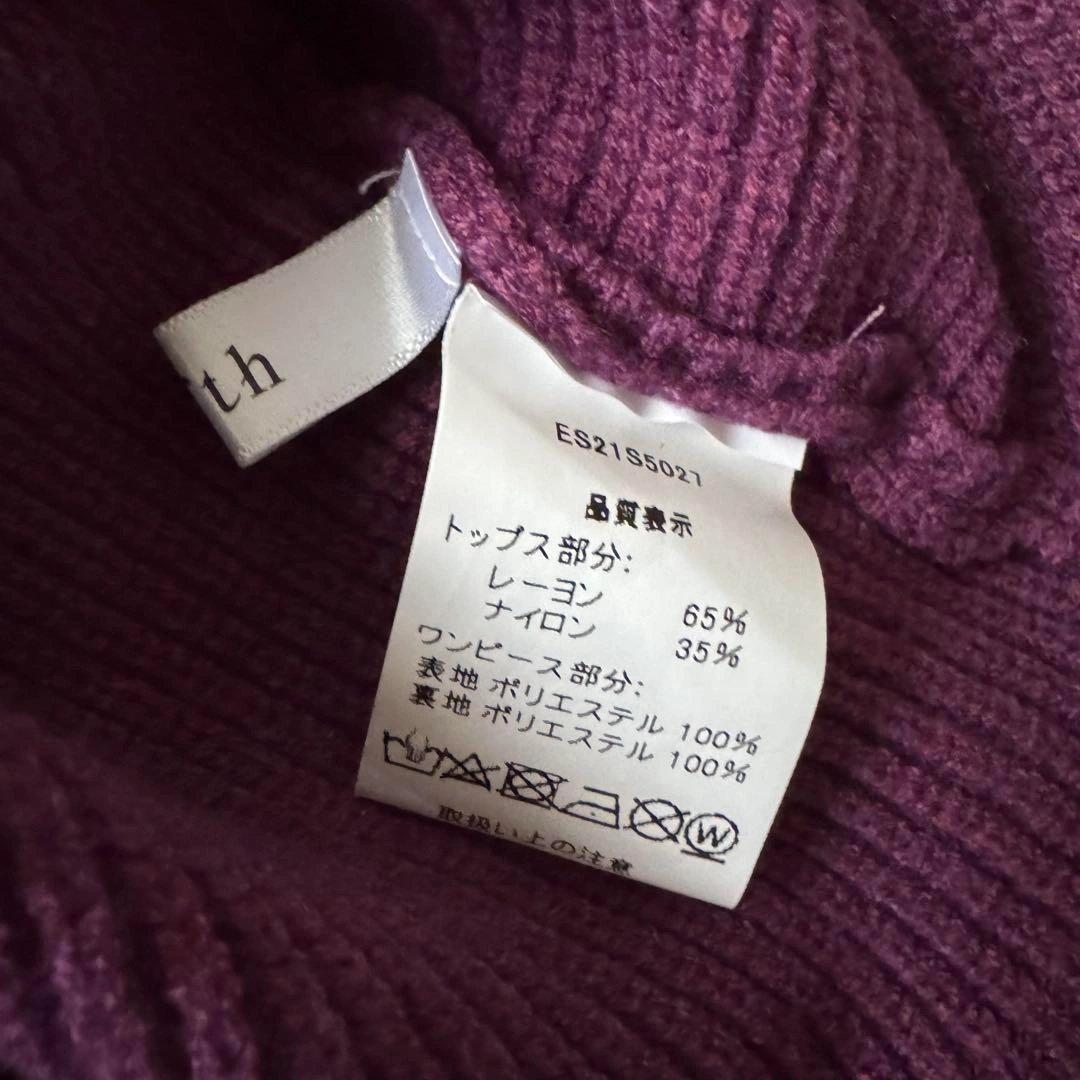 th
ES21S5021
品質表示
トップス部分:
レーヨン 65%
ナイロン 35%
ワンピース部分:
表地 ポリエステル 100%
裏地 ポリエステル 100%
W
取扱い上の注意